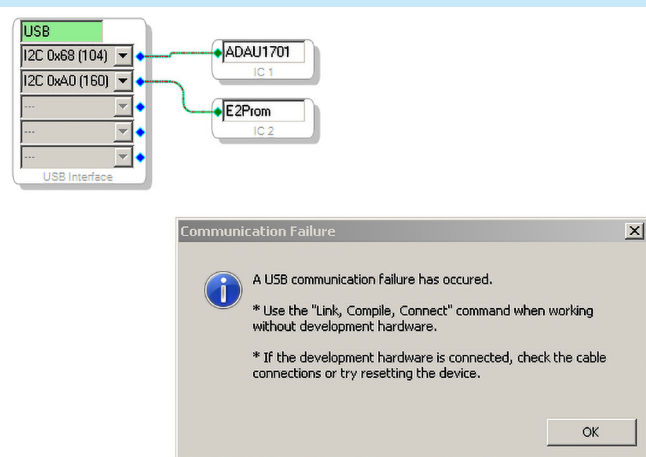 USB
I2C 0x68 (104)
I2C 0xA0 (160)
---
---
---
USB Interface
ADAU1701
IC 1
E2Prom
IC 2
Communication Failure
A USB communication failure has occured.
* Use the "Link, Compile, Connect" command when working
without development hardware.
* If the development hardware is connected, check the cable
connections or try resetting the device.
OK